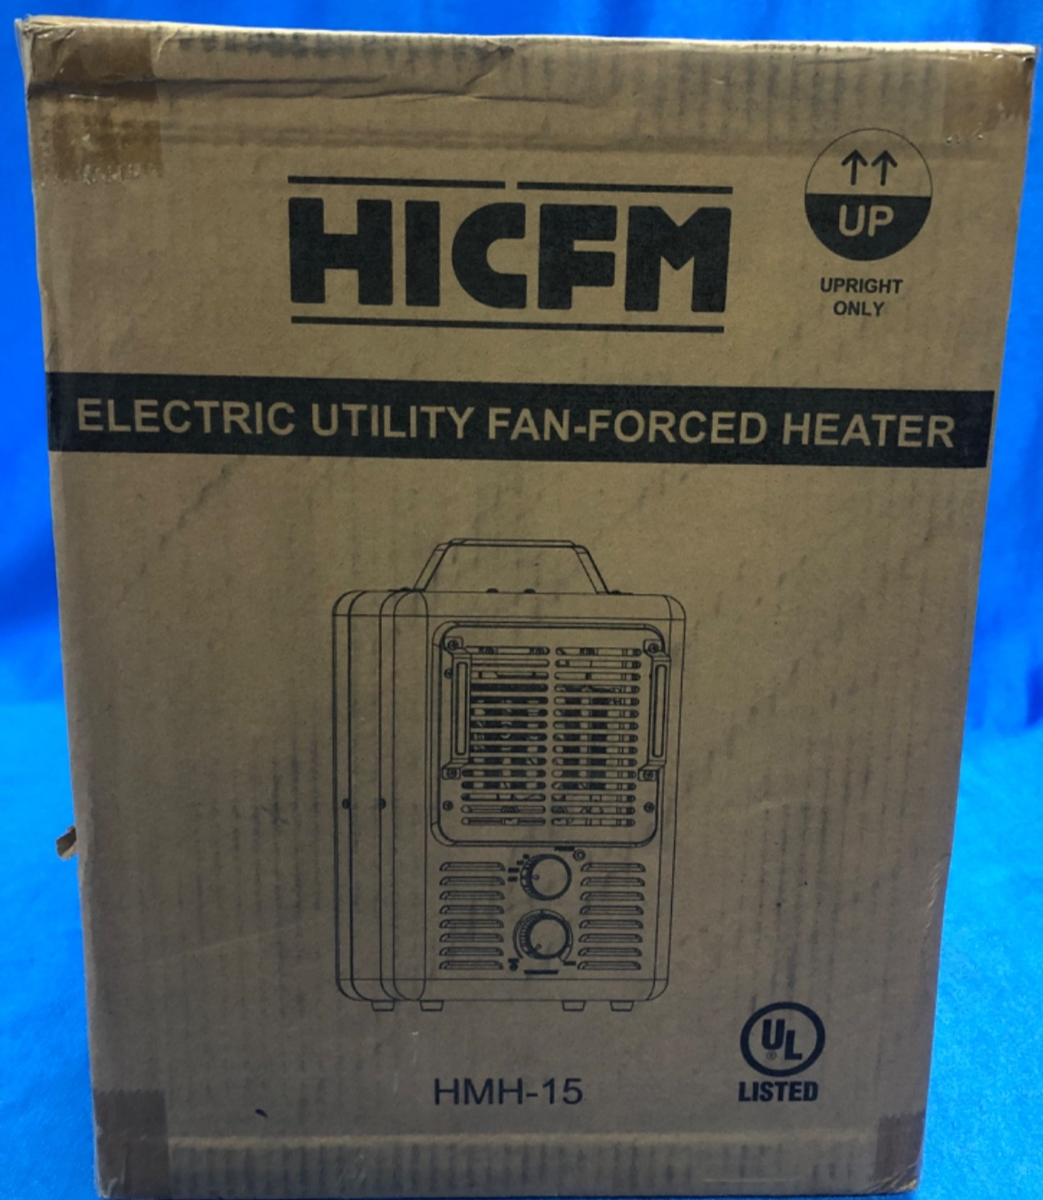 HICFM
UP
UPRIGHT
ONLY
ELECTRIC UTILITY FAN-FORCED HEATER
HMH-15
UL
®
LISTED